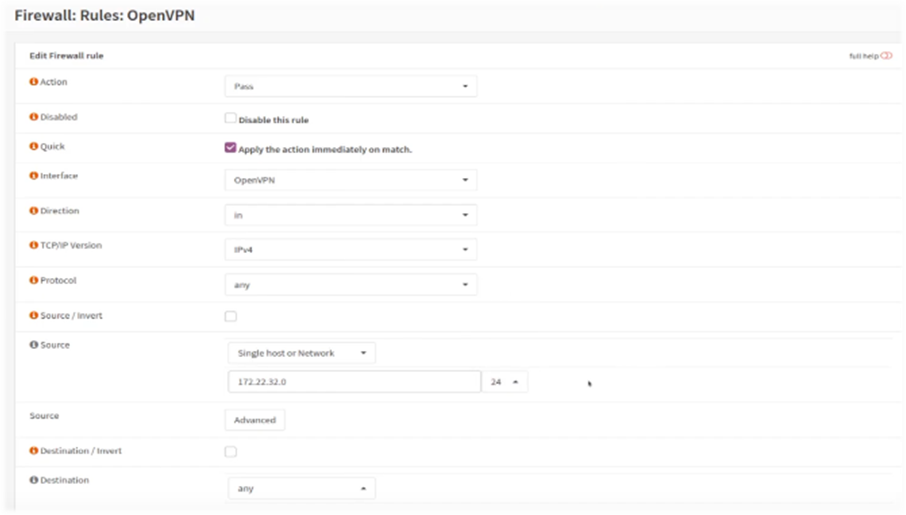 Firewall: Rules: OpenVPN
Edit Firewall rule full help
Action Pass
Disabled Disable this rule
Quick Apply the action immediately on match.
Interface OpenVPN
Direction in
TCP/IP Version IPv4
Protocol any
Source / Invert
Source Single host or Network
172.22.32.0 24
Source Advanced
Destination / Invert
Destination any